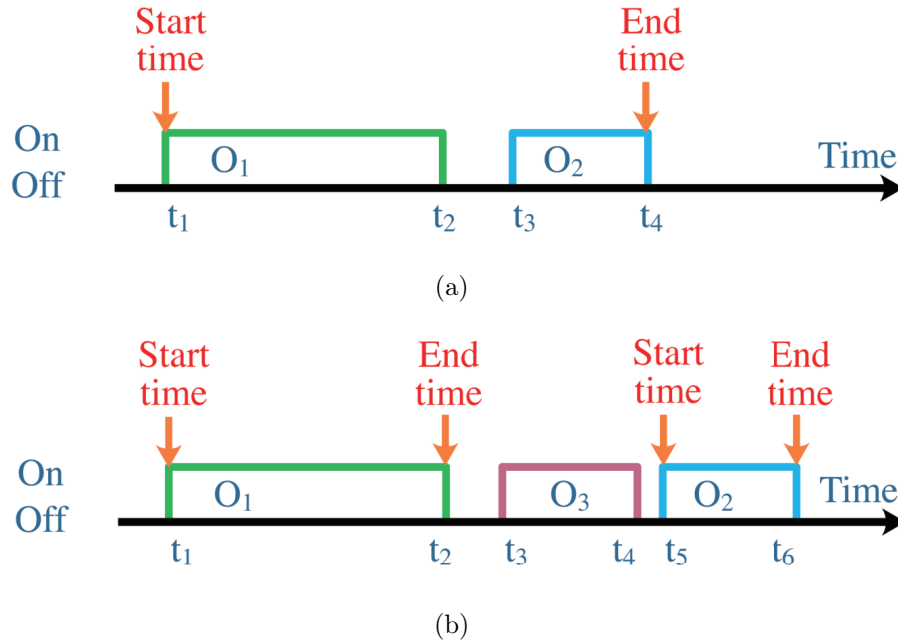 Start time
End time
On
O₁
O₂
Time
Off
t₁
t₂
t₃
t₄
(a)
Start time
End time
Start time
End time
On
O₁
O₃
O₂
Time
Off
t₁
t₂
t₃
t₄
t₅
t₆
(b)